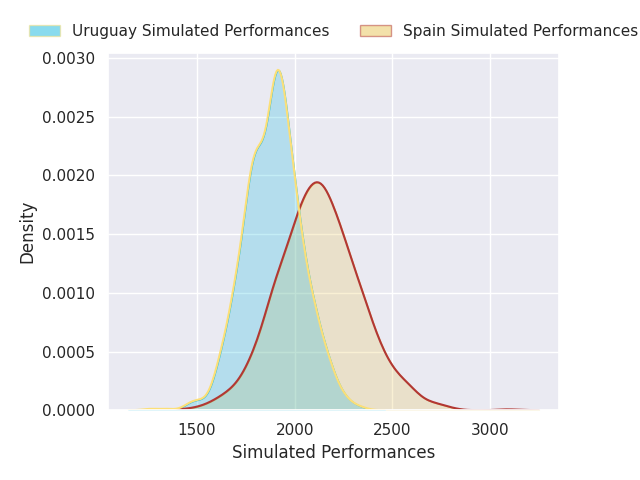 Uruguay Simulated Performances
Spain Simulated Performances
0.0030
0.0025
0.0020
0.0015
0.0010
0.0005
0.0000
Density
1500
2000
2500
3000
Simulated Performances